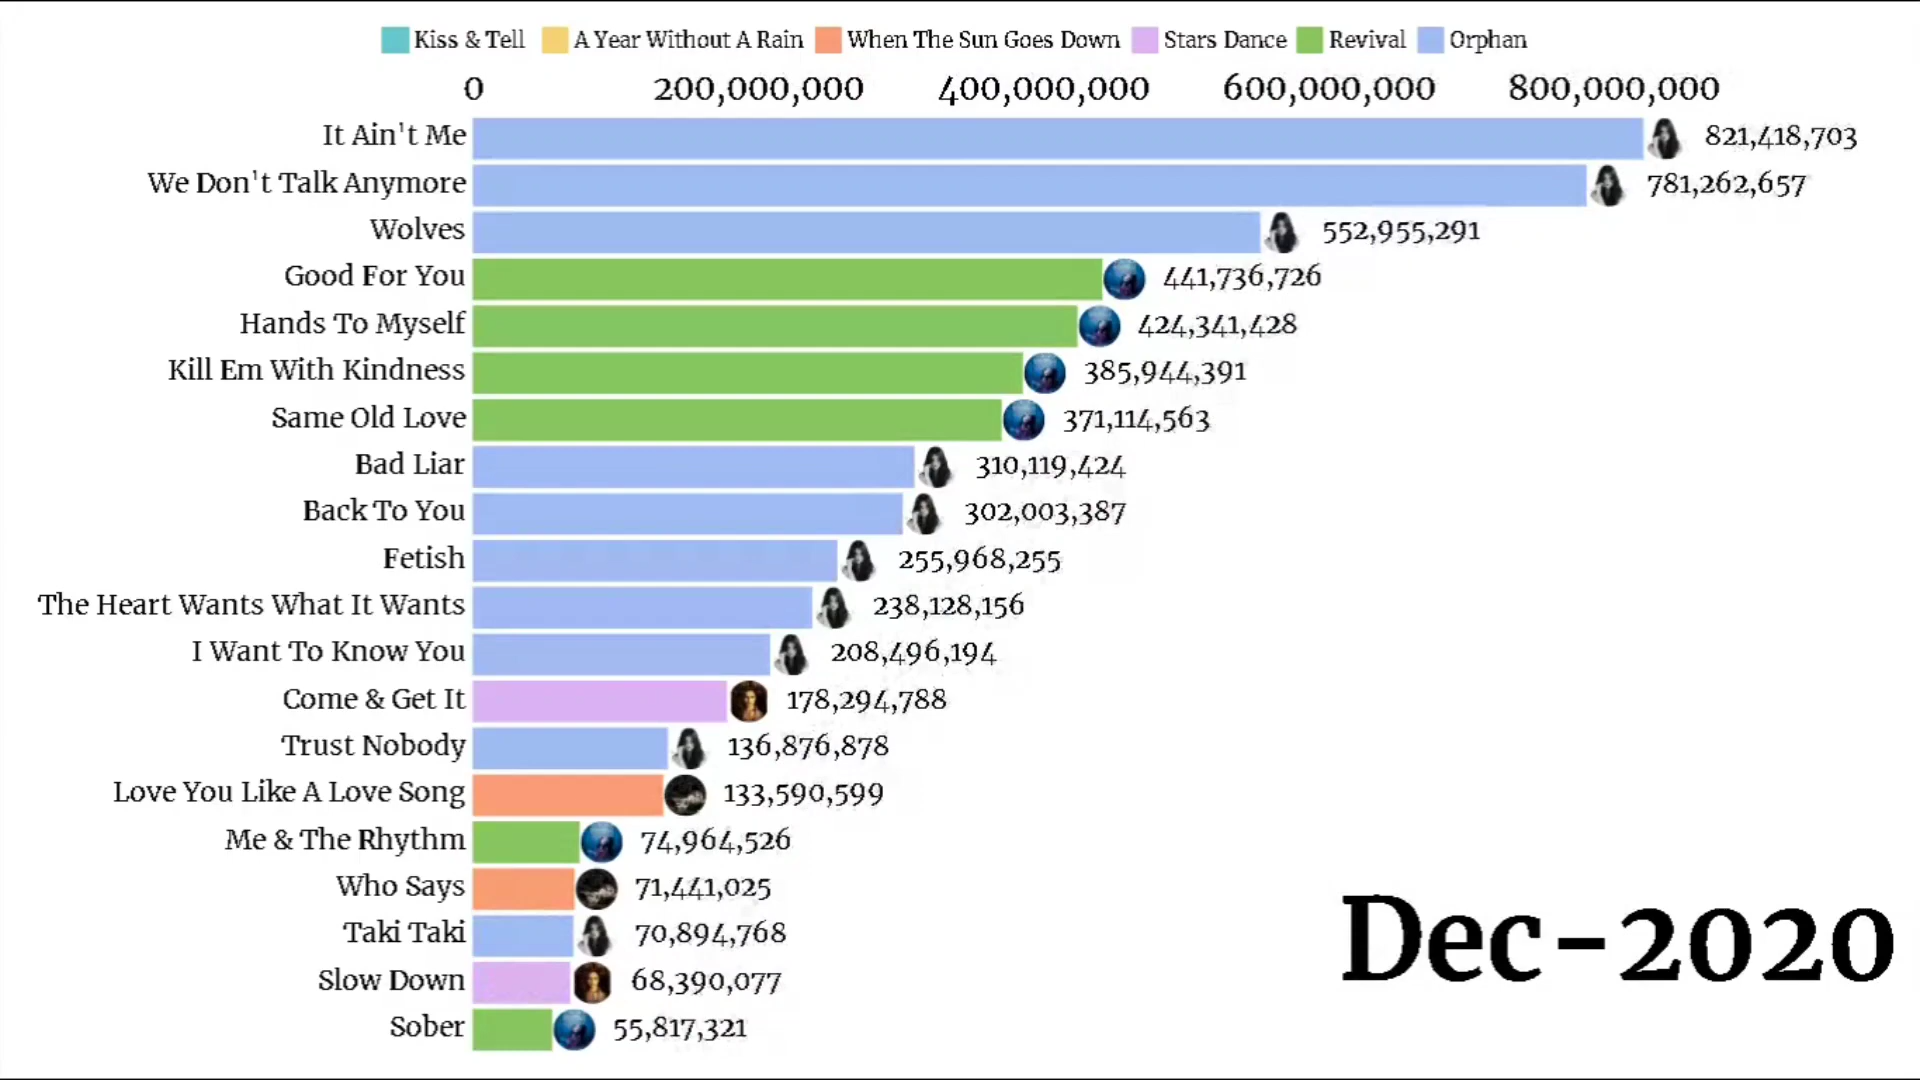 Kiss & Tell A Year Without A Rain When The Sun Goes Down Stars Dance Revival Orphan
0 200,000,000 400,000,000 600,000,000 800,000,000
It Ain't Me 821,418,703
We Don't Talk Anymore 781,262,657
Wolves 552,955,291
Good For You 441,736,726
Hands To Myself 424,341,428
Kill Em With Kindness 385,944,391
Same Old Love 371,114,563
Bad Liar 310,119,424
Back To You 302,003,387
Fetish 255,968,255
The Heart Wants What It Wants 238,128,156
I Want To Know You 208,496,194
Come & Get It 178,294,788
Trust Nobody 136,876,878
Love You Like A Love Song 133,590,599
Me & The Rhythm 74,964,526
Who Says 71,441,025
Taki Taki 70,894,768
Slow Down 68,390,077
Sober 55,817,321
Dec-2020